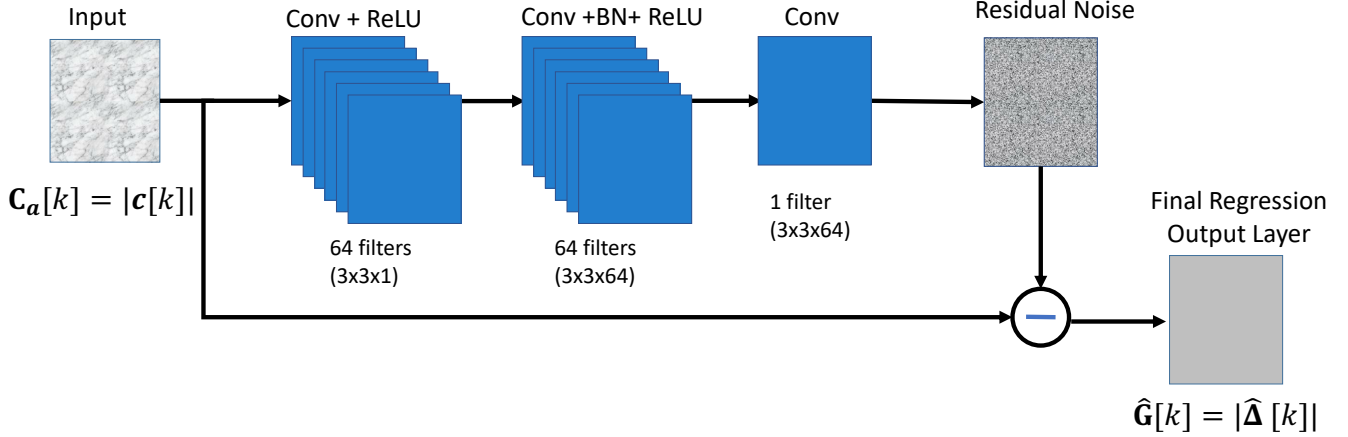 Input
Conv + ReLU
Conv +BN+ ReLU
Conv
Residual Noise
𝐂𝒂[𝑘] = |𝒄[𝑘]|
64 filters
(3x3x1)
64 filters
(3x3x64)
1 filter
(3x3x64)
Final Regression
Output Layer
Ĝ[𝑘] = |𝚫̂ [𝑘]|